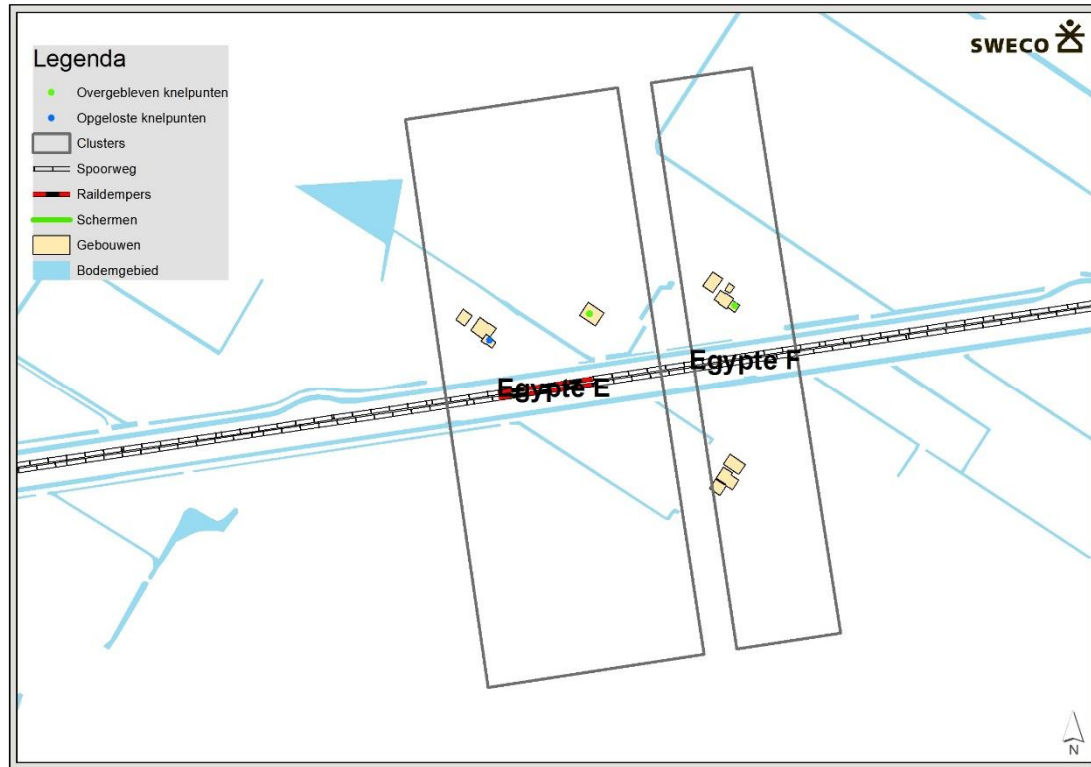 SWECO
Legenda
Overgebleven knelpunten
Opgeloste knelpunten
Clusters
Spoorweg
Raildempers
Schermen
Gebouwen
Bodemgebied
Egypte F
Egypte E
N